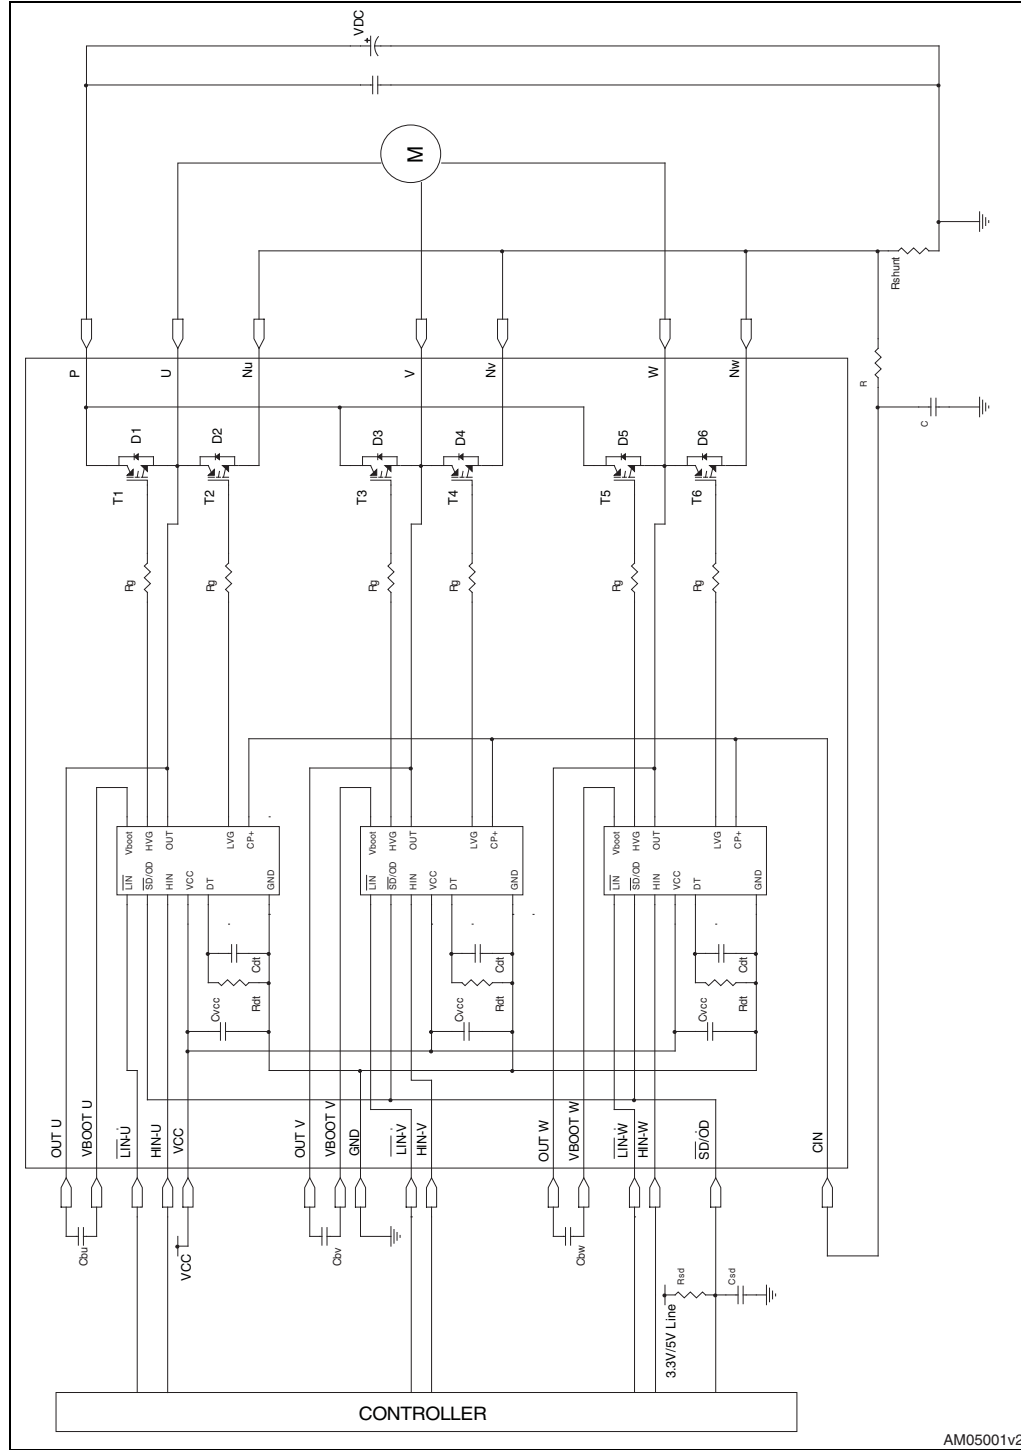 VDC
M
Rshunt
P
U
Nu
V
Nv
W
Nw
R
C
D1
D2
D3
D4
D5
D6
T1
T2
T3
T4
T5
T6
Rg
Rg
Rg
Rg
Rg
Rg
Vboot
HVG
OUT
LVG
CP+
LIN
SD/OD
HIN
VCC
DT
GND
Vboot
HVG
OUT
LVG
CP+
LIN
SD/OD
HIN
VCC
DT
GND
Vboot
HVG
OUT
LVG
CP+
LIN
SD/OD
HIN
VCC
DT
GND
Cdt
Rdt
Cvcc
Cdt
Rdt
Cvcc
Cdt
Rdt
Cvcc
OUT U
VBOOT U
LIN-U
HIN-U
VCC
OUT V
VBOOT V
GND
LIN-V
HIN-V
OUT W
VBOOT W
LIN-W
HIN-W
SD/OD
CIN
Cbu
VCC
Cbv
Cbw
Rsd
Csd
3.3V/5V Line
CONTROLLER
AM05001v2